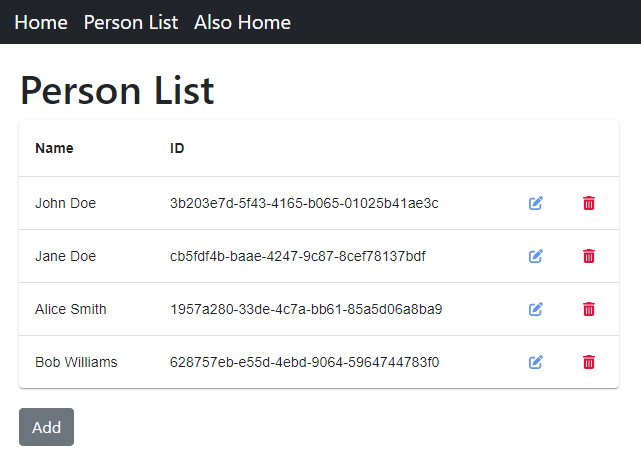 Home Person List Also Home
Person List
Name ID
John Doe 3b203e7d-5f43-4165-b065-01025b41ae3c
Jane Doe cb5fdf4b-baae-4247-9c87-8cef78137bdf
Alice Smith 1957a280-33de-4c7a-bb61-85a5d06a8ba9
Bob Williams 628757eb-e55d-4ebd-9064-5964744783f0
Add